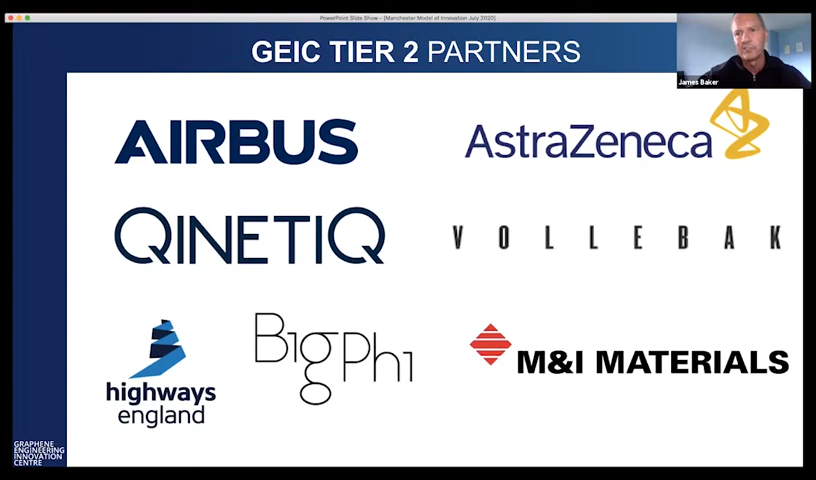 PowerPoint Slide Show - [Manchester Model of Innovation July 2020]
GEIC TIER 2 PARTNERS
James Baker
AIRBUS
AstraZeneca
QINETIQ
VOLLEBAK
highways
england
BigPhi
M&I MATERIALS
GRAPHENE
ENGINEERING
INNOVATION
CENTRE